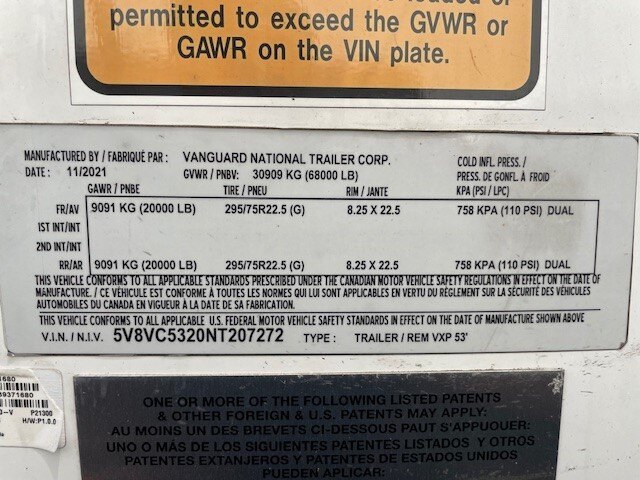 permitted to exceed the GVWR or
GAWR on the VIN plate.
MANUFACTURED BY / FABRIQUÉ PAR : VANGUARD NATIONAL TRAILER CORP.
DATE : 11/2021 GVWR / PNBV: 30909 KG (68000 LB)
COLD INFL. PRESS. /
PRESS. DE GONFL. À FROID
GAWR / PNBE TIRE / PNEU RIM / JANTE KPA (PSI / LPC)
FR/AV 9091 KG (20000 LB) 295/75R22.5 (G) 8.25 X 22.5 758 KPA (110 PSI) DUAL
1ST INT/INT
2ND INT/INT
RR/AR 9091 KG (20000 LB) 295/75R22.5 (G) 8.25 X 22.5 758 KPA (110 PSI) DUAL
THIS VEHICLE CONFORMS TO ALL APPLICABLE STANDARDS PRESCRIBED UNDER THE CANADIAN MOTOR VEHICLE SAFETY REGULATIONS IN EFFECT ON THE DATE OF
MANUFACTURE. / CE VÉHICULE EST CONFORME À TOUTES LES NORMES QUI LUI SONT APPLICABLES EN VERTU DU RÈGLEMENT SUR LA SÉCURITÉ DES VÉHICULES
AUTOMOBILES DU CANADA EN VIGUEUR À LA DATE DE SA FABRICATION.
THIS VEHICLE CONFORMS TO ALL APPLICABLE U.S. FEDERAL MOTOR VEHICLE SAFETY STANDARDS IN EFFECT ON THE DATE OF MANUFACTURE SHOWN ABOVE
V.I.N. / N.I.V. 5V8VC5320NT207272 TYPE : TRAILER / REM VXP 53'
1680
39371680
0-V P21300
H/W:P1.0.0
ONE OR MORE OF THE FOLLOWING LISTED PATENTS
& OTHER FOREIGN & U.S. PATENTS MAY APPLY:
AU MOINS UN DES BREVETS CI-DESSOUS PAUT S'APPUOUER:
UNO O MÁS DE LOS SIGUIENTES PATENTES LISTADOS Y OTROS
PATENTES EXTANJEROS Y PATENTES DE ESTADOS UNIDOS
PUEDEN APLICAR: